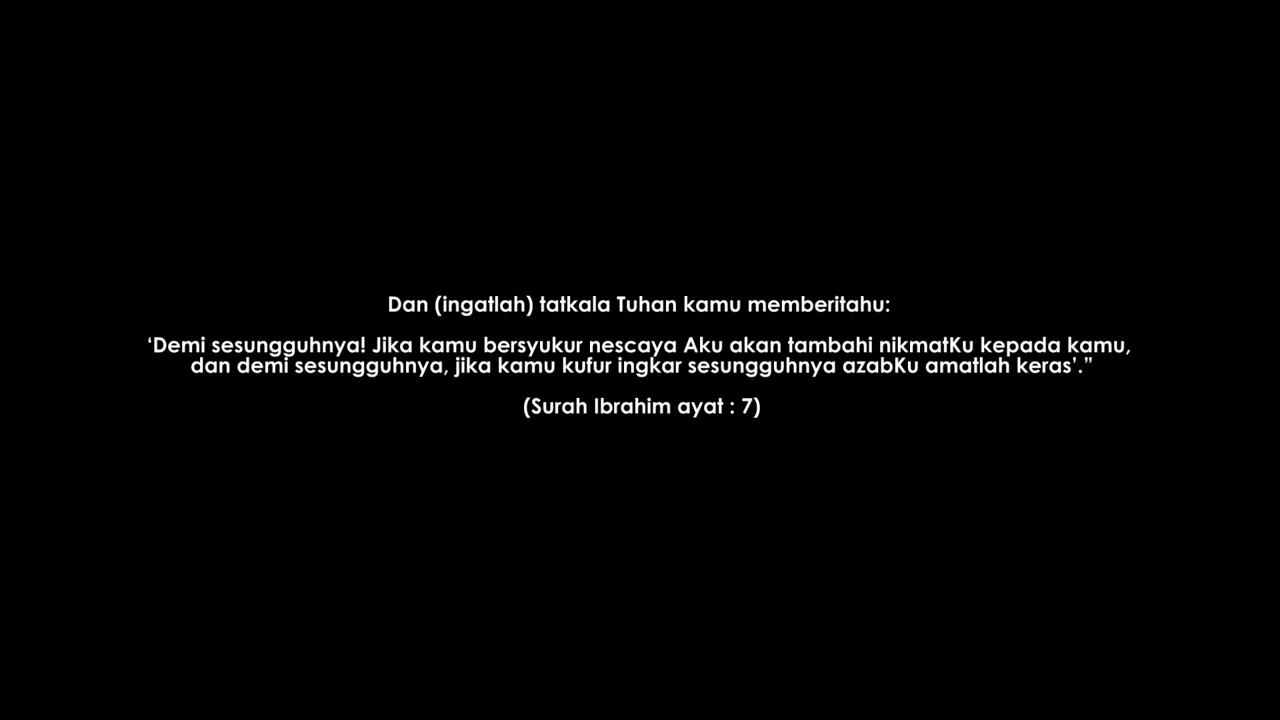 Dan (ingatlah) tatkala Tuhan kamu memberitahu:
‘Demi sesungguhnya! Jika kamu bersyukur nescaya Aku akan tambahi nikmatKu kepada kamu,
dan demi sesungguhnya, jika kamu kufur ingkar sesungguhnya azabKu amatlah keras’.”
(Surah Ibrahim ayat : 7)